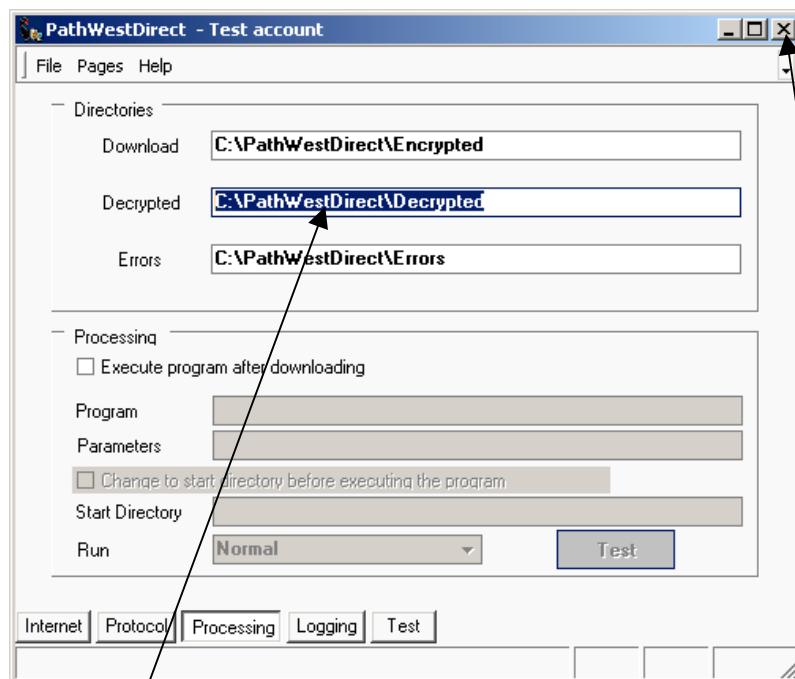 PathWestDirect - Test account
File Pages Help
Directories
Download C:\PathWestDirect\Encrypted
Decrypted C:\PathWestDirect\Decrypted
Errors C:\PathWestDirect\Errors
Processing
Execute program after downloading
Program
Parameters
Change to start directory before executing the program
Start Directory
Run Normal Test
Internet Protocol Processing Logging Test